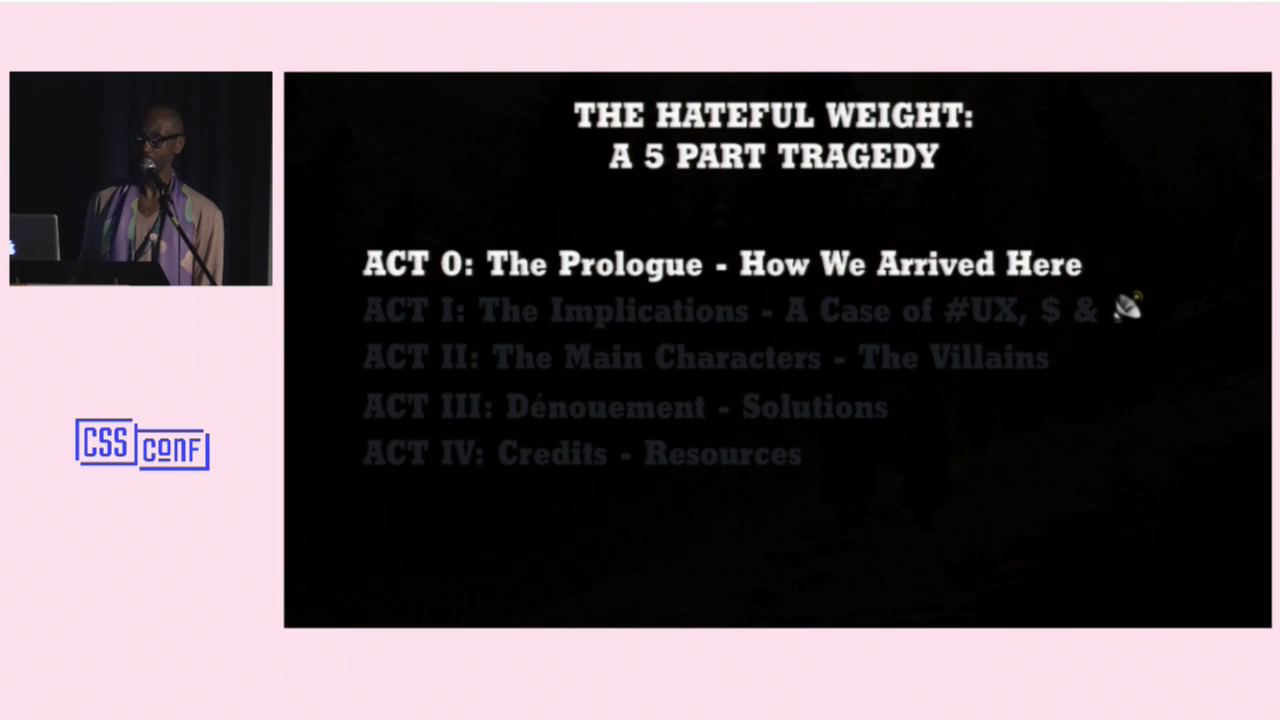 THE HATEFUL WEIGHT:
A 5 PART TRAGEDY
ACT 0: The Prologue - How We Arrived Here
ACT I: The Implications - A Case of #UX, $ & 📡
ACT II: The Main Characters - The Villains
ACT III: Dénouement - Solutions
ACT IV: Credits - Resources
CSS
CONF